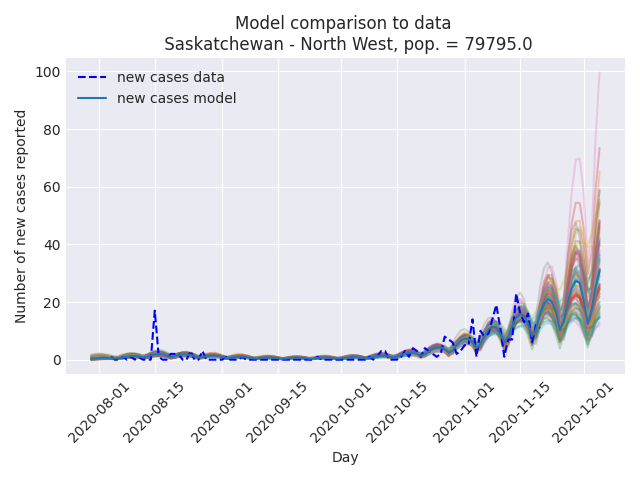 Model comparison to data
Saskatchewan - North West, pop. = 79795.0
new cases data
new cases model
Number of new cases reported
100
80
60
40
20
0
2020-08-01
2020-08-15
2020-09-01
2020-09-15
2020-10-01
2020-10-15
2020-11-01
2020-11-15
2020-12-01
Day